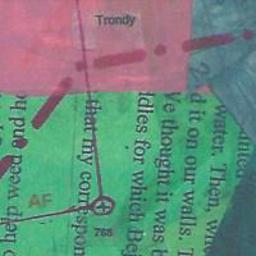 Trondy
AF
768
o help weed and ho
that my correspon
ddles for which Be
e thought it was b
d it on our walls. T
water. Then, wh